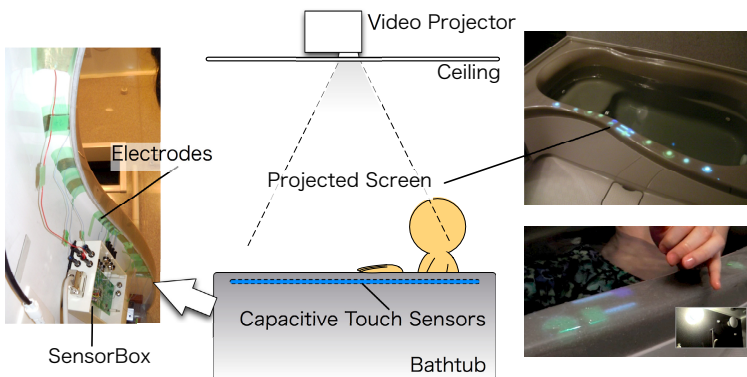 Video Projector
Ceiling
Electrodes
Projected Screen
Capacitive Touch Sensors
SensorBox
Bathtub